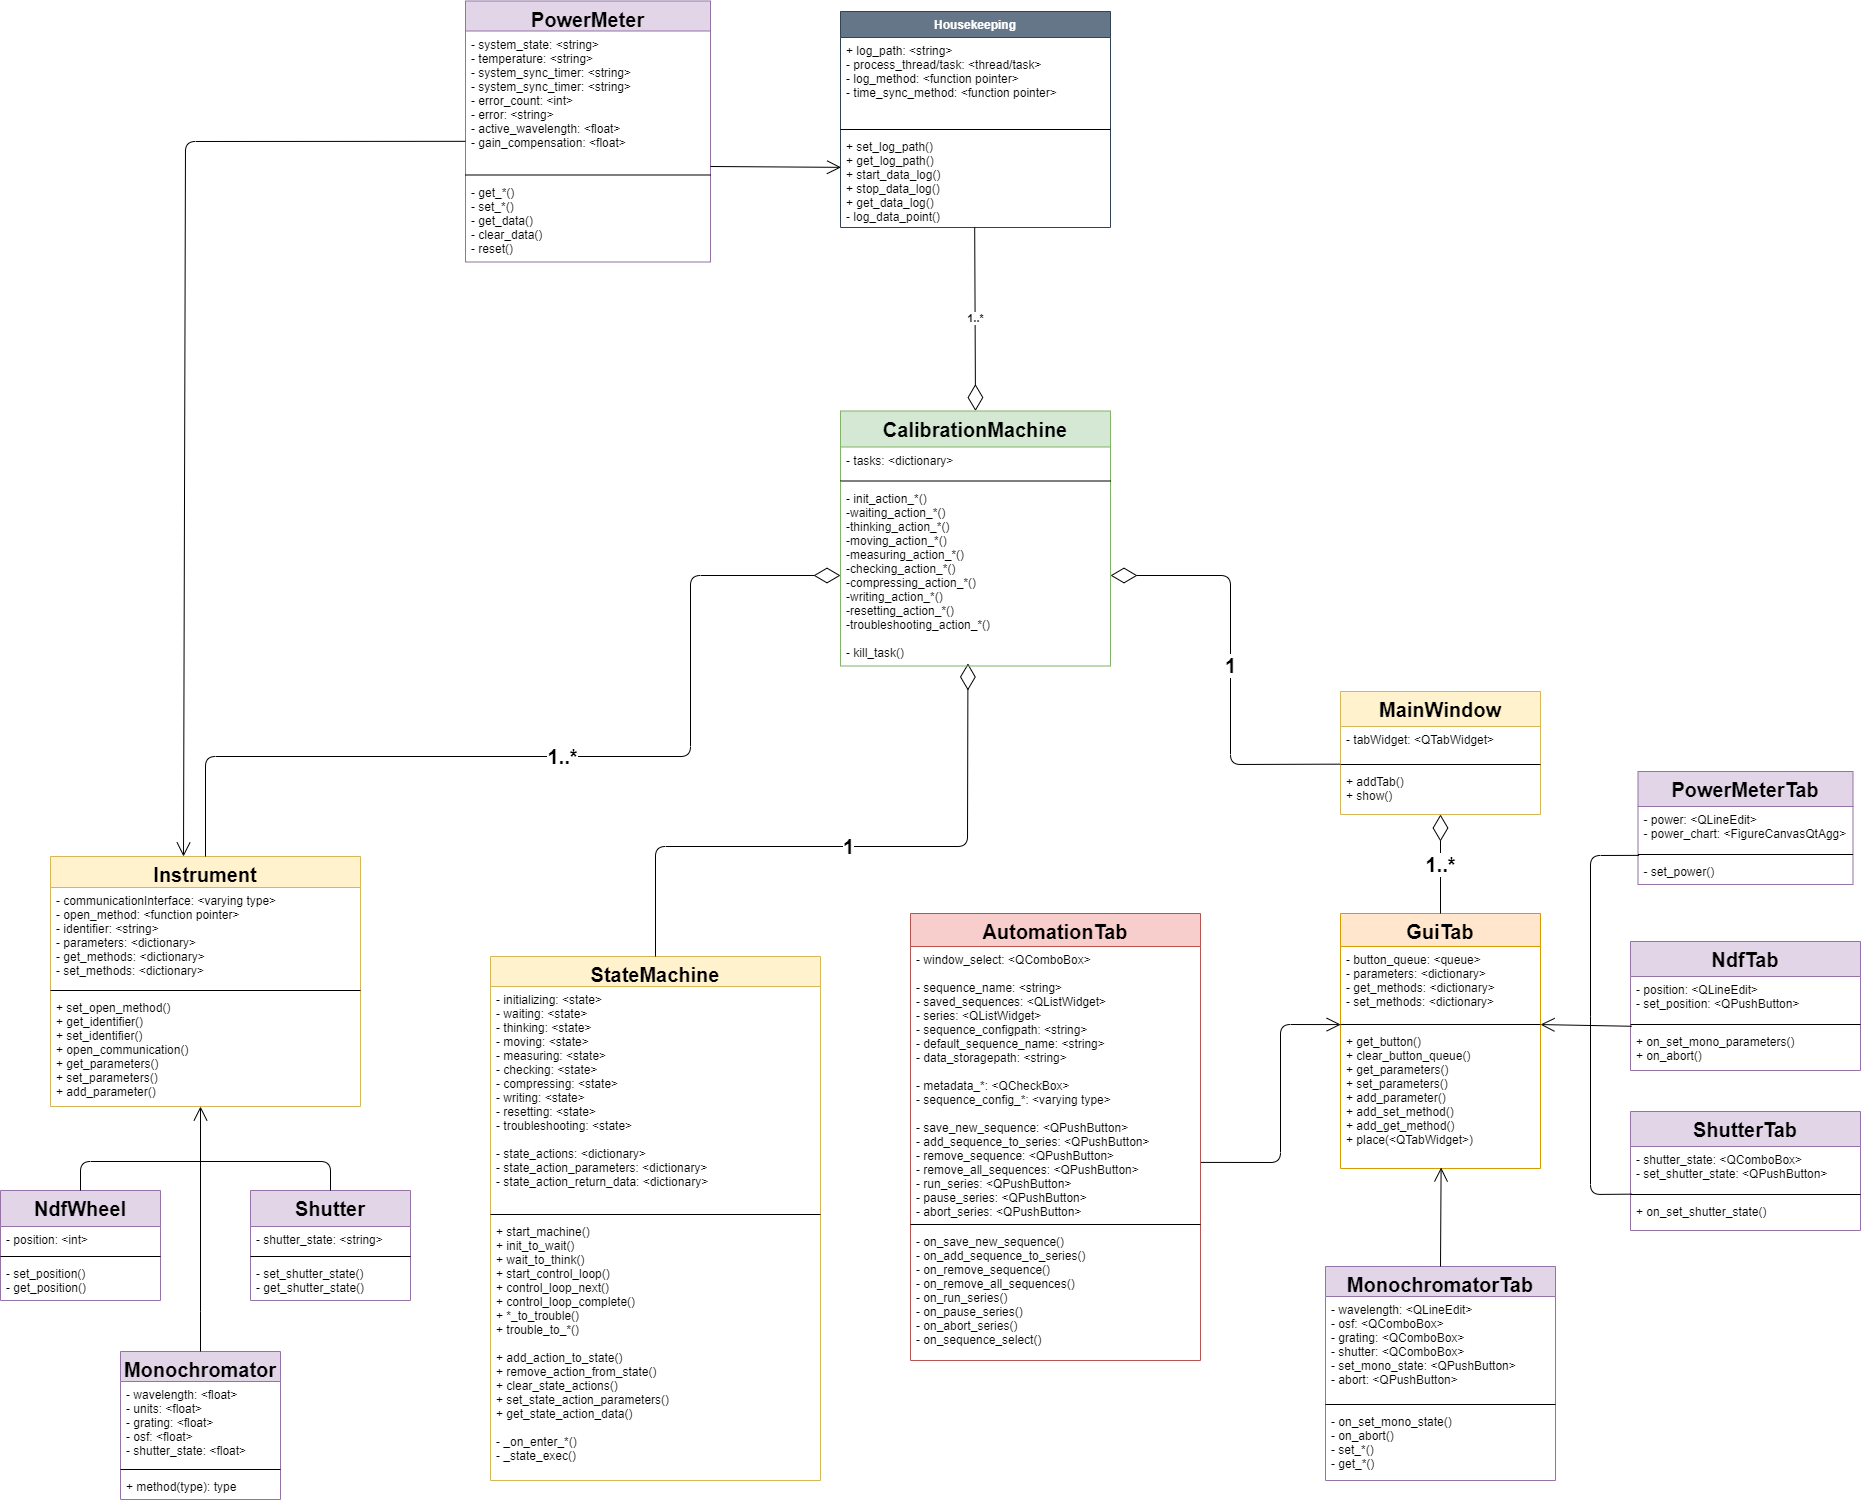 PowerMeter
- system_state: <string>
- temperature: <string>
- system_sync_timer: <string>
- system_sync_timer: <string>
- error_count: <int>
- error: <string>
- active_wavelength: <float>
- gain_compensation: <float>
- get_*()
- set_*()
- get_data()
- clear_data()
- reset()
Housekeeping
+ log_path: <string>
- process_thread/task: <thread/task>
- log_method: <function pointer>
- time_sync_method: <function pointer>
+ set_log_path()
+ get_log_path()
+ start_data_log()
+ stop_data_log()
+ get_data_log()
- log_data_point()
1..*
CalibrationMachine
- tasks: <dictionary>
- init_action_*()
-waiting_action_*()
-thinking_action_*()
-moving_action_*()
-measuring_action_*()
-checking_action_*()
-compressing_action_*()
-writing_action_*()
-resetting_action_*()
-troubleshooting_action_*()
- kill_task()
1..*
1
1
MainWindow
- tabWidget: <QTabWidget>
+ addTab()
+ show()
1..*
PowerMeterTab
- power: <QLineEdit>
- power_chart: <FigureCanvasQtAgg>
- set_power()
Instrument
- communicationInterface: <varying type>
- open_method: <function pointer>
- identifier: <string>
- parameters: <dictionary>
- get_methods: <dictionary>
- set_methods: <dictionary>
+ set_open_method()
+ get_identifier()
+ set_identifier()
+ open_communication()
+ get_parameters()
+ set_parameters()
+ add_parameter()
StateMachine
- initializing: <state>
- waiting: <state>
- thinking: <state>
- moving: <state>
- measuring: <state>
- checking: <state>
- compressing: <state>
- writing: <state>
- resetting: <state>
- troubleshooting: <state>
- state_actions: <dictionary>
- state_action_parameters: <dictionary>
- state_action_return_data: <dictionary>
+ start_machine()
+ init_to_wait()
+ wait_to_think()
+ start_control_loop()
+ control_loop_next()
+ control_loop_complete()
+ *_to_trouble()
+ trouble_to_*()
+ add_action_to_state()
+ remove_action_from_state()
+ clear_state_actions()
+ set_state_action_parameters()
+ get_state_action_data()
- _on_enter_*()
- _state_exec()
AutomationTab
- window_select: <QComboBox>
- sequence_name: <string>
- saved_sequences: <QListWidget>
- series: <QListWidget>
- sequence_configpath: <string>
- default_sequence_name: <string>
- data_storagepath: <string>
- metadata_*: <QCheckBox>
- sequence_config_*: <varying type>
- save_new_sequence: <QPushButton>
- add_sequence_to_series: <QPushButton>
- remove_sequence: <QPushButton>
- remove_all_sequences: <QPushButton>
- run_series: <QPushButton>
- pause_series: <QPushButton>
- abort_series: <QPushButton>
- on_save_new_sequence()
- on_add_sequence_to_series()
- on_remove_sequence()
- on_remove_all_sequences()
- on_run_series()
- on_pause_series()
- on_abort_series()
- on_sequence_select()
GuiTab
- button_queue: <queue>
- parameters: <dictionary>
- get_methods: <dictionary>
- set_methods: <dictionary>
+ get_button()
+ clear_button_queue()
+ get_parameters()
+ set_parameters()
+ add_parameter()
+ add_set_method()
+ add_get_method()
+ place(<QTabWidget>)
NdfTab
- position: <QLineEdit>
- set_position: <QPushButton>
+ on_set_mono_parameters()
+ on_abort()
ShutterTab
- shutter_state: <QComboBox>
- set_shutter_state: <QPushButton>
+ on_set_shutter_state()
NdfWheel
- position: <int>
- set_position()
- get_position()
Shutter
- shutter_state: <string>
- set_shutter_state()
- get_shutter_state()
Monochromator
- wavelength: <float>
- units: <float>
- grating: <float>
- osf: <float>
- shutter_state: <float>
+ method(type): type
MonochromatorTab
- wavelength: <QLineEdit>
- osf: <QComboBox>
- grating: <QComboBox>
- shutter: <QComboBox>
- set_mono_state: <QPushButton>
- abort: <QPushButton>
- on_set_mono_state()
- on_abort()
- set_*()
- get_*()